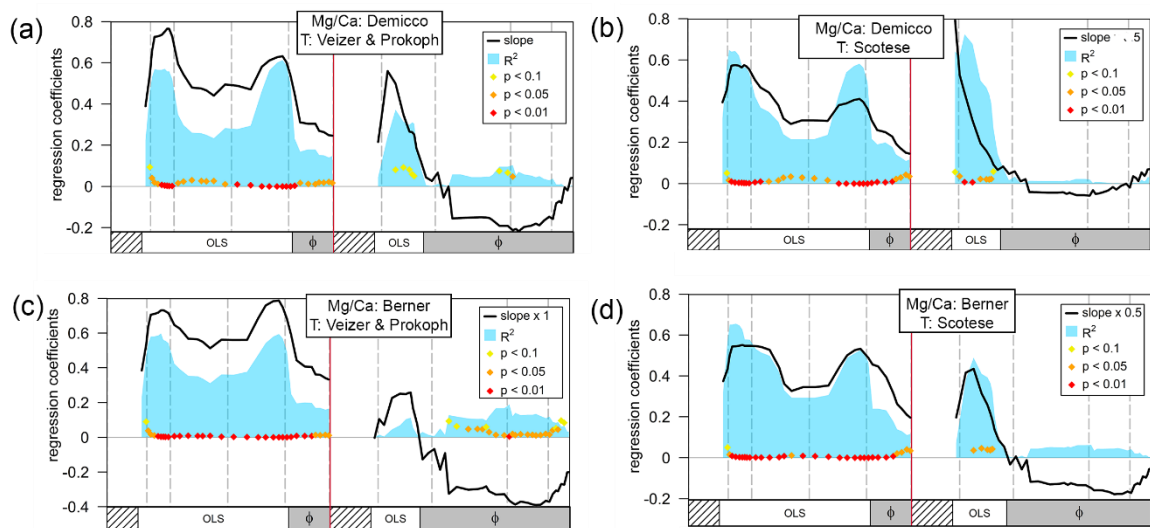 (a)
Mg/Ca: Demicco
T: Veizer & Prokoph
regression coefficients
0.8
0.6
0.4
0.2
0
-0.2
slope
R²
p < 0.1
p < 0.05
p < 0.01
OLS
ϕ
OLS
ϕ
(b)
Mg/Ca: Demicco
T: Scotese
regression coefficients
0.8
0.6
0.4
0.2
0
-0.2
slope
R²
p < 0.1
p < 0.05
p < 0.01
OLS
ϕ
OLS
ϕ
(c)
Mg/Ca: Berner
T: Veizer & Prokoph
regression coefficients
0.8
0.6
0.4
0.2
0
-0.2
-0.4
slope x 1
R²
p < 0.1
p < 0.05
p < 0.01
OLS
ϕ
OLS
ϕ
(d)
Mg/Ca: Berner
T: Scotese
regression coefficients
0.8
0.6
0.4
0.2
0
-0.2
slope x 0.5
R²
p < 0.1
p < 0.05
p < 0.01
OLS
ϕ
OLS
ϕ